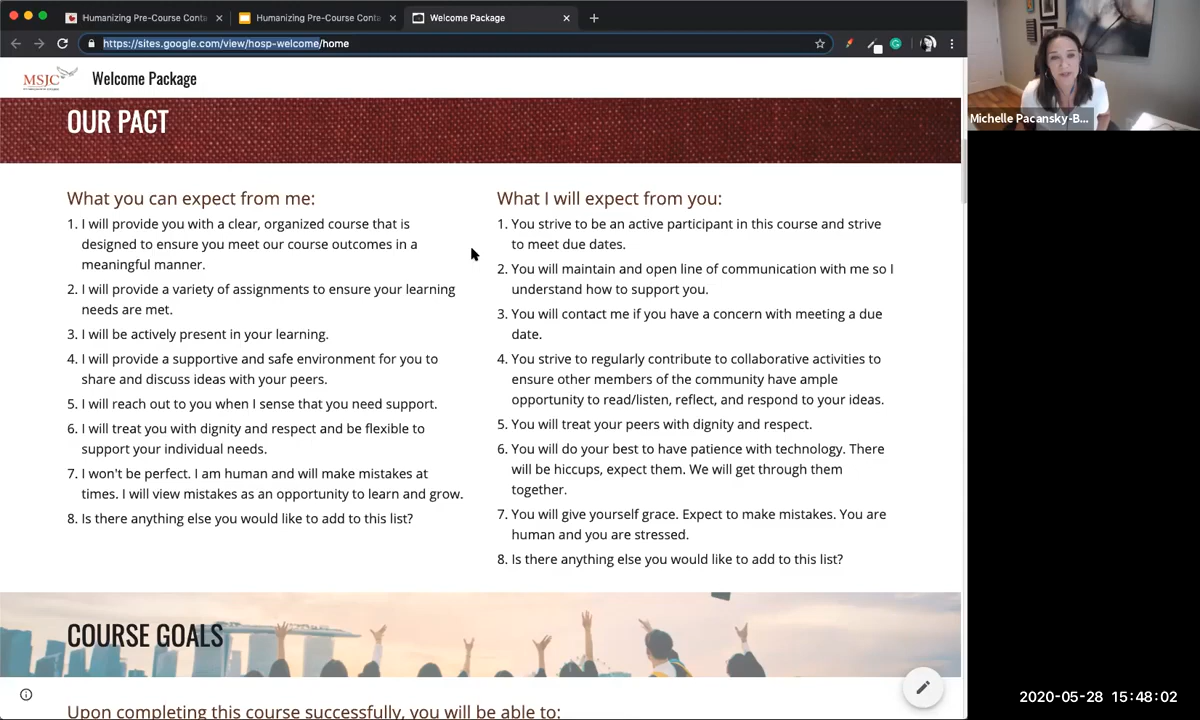 Humanizing Pre-Course Conta
Humanizing Pre-Course Conta
Welcome Package
https://sites.google.com/view/hosp-welcome/home
MSJC
Welcome Package
Michelle Pacansky-B...
OUR PACT
What you can expect from me:
1. I will provide you with a clear, organized course that is
designed to ensure you meet our course outcomes in a
meaningful manner.
2. I will provide a variety of assignments to ensure your learning
needs are met.
3. I will be actively present in your learning.
4. I will provide a supportive and safe environment for you to
share and discuss ideas with your peers.
5. I will reach out to you when I sense that you need support.
6. I will treat you with dignity and respect and be flexible to
support your individual needs.
7. I won't be perfect. I am human and will make mistakes at
times. I will view mistakes as an opportunity to learn and grow.
8. Is there anything else you would like to add to this list?
What I will expect from you:
1. You strive to be an active participant in this course and strive
to meet due dates.
2. You will maintain and open line of communication with me so I
understand how to support you.
3. You will contact me if you have a concern with meeting a due
date.
4. You strive to regularly contribute to collaborative activities to
ensure other members of the community have ample
opportunity to read/listen, reflect, and respond to your ideas.
5. You will treat your peers with dignity and respect.
6. You will do your best to have patience with technology. There
will be hiccups, expect them. We will get through them
together.
7. You will give yourself grace. Expect to make mistakes. You are
human and you are stressed.
8. Is there anything else you would like to add to this list?
COURSE GOALS
Upon completing this course successfully, you will be able to:
2020-05-28 15:48:02